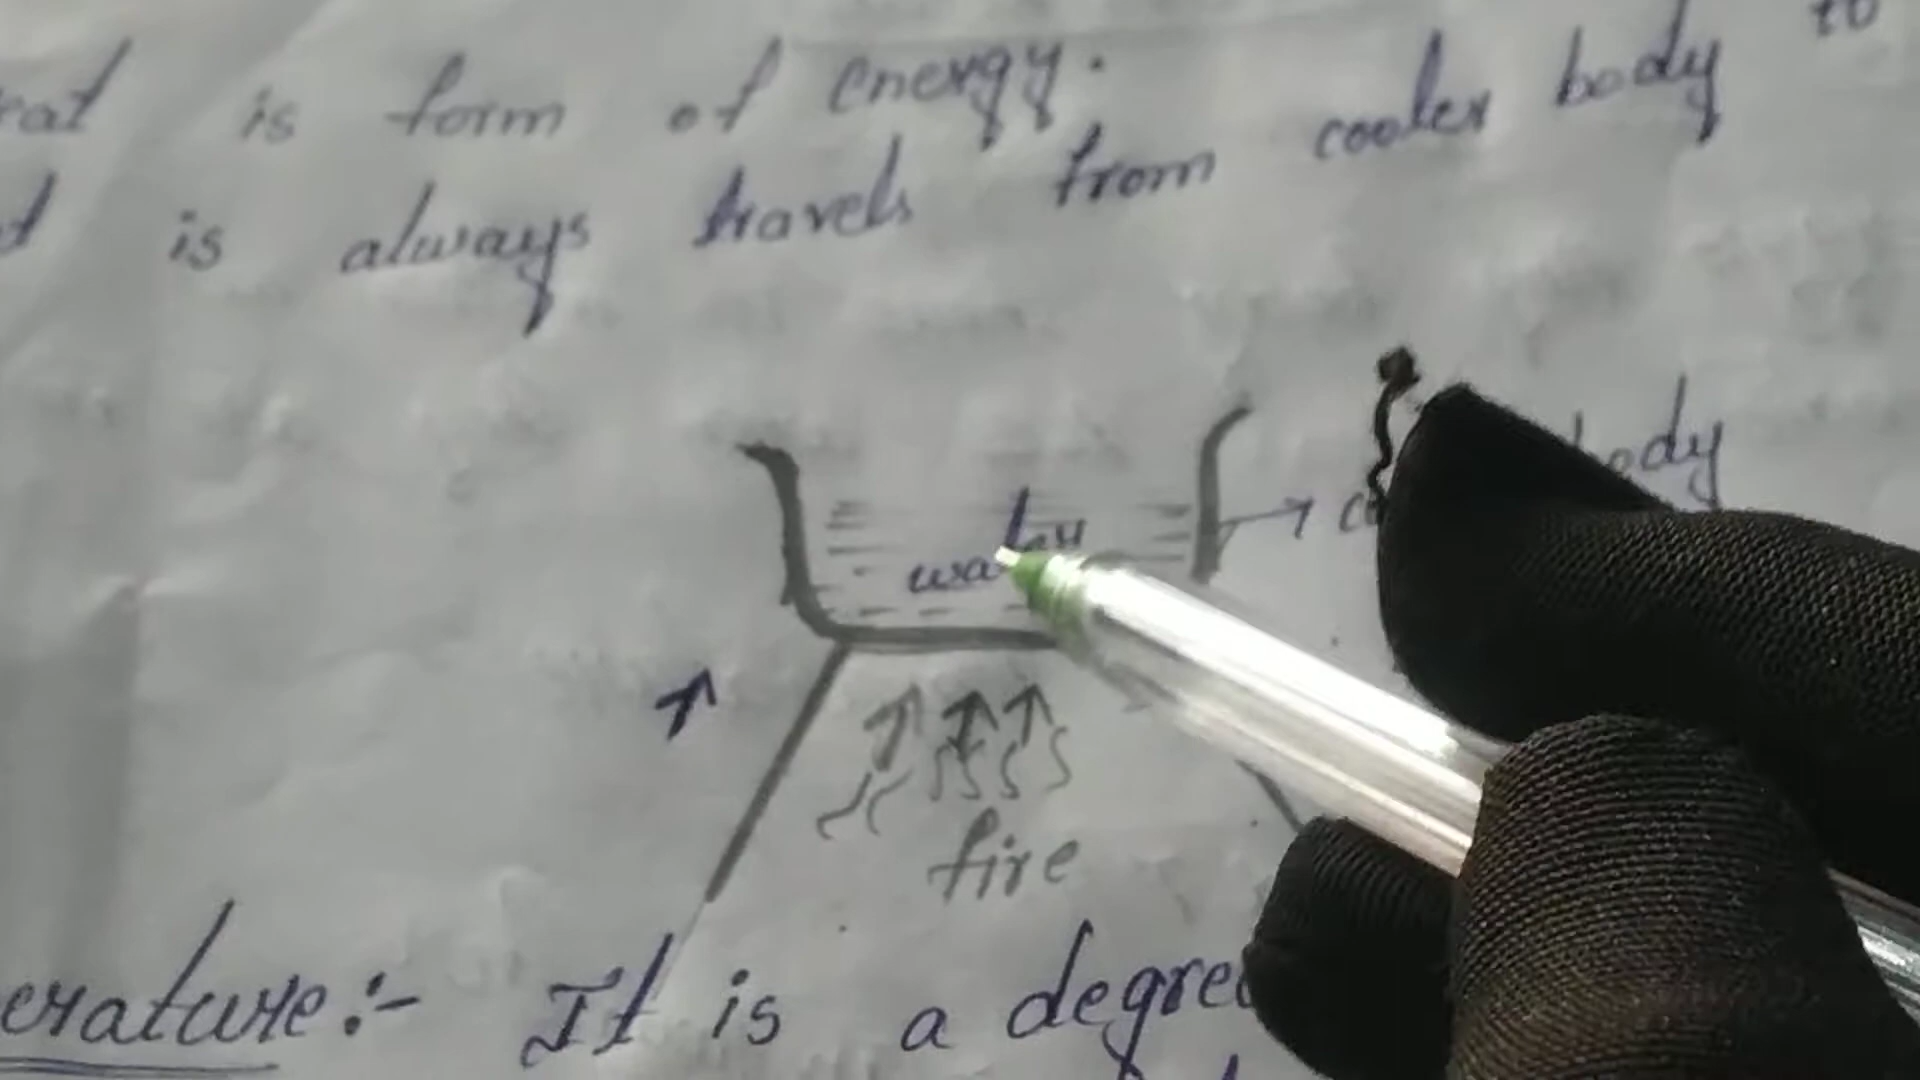 is form of energy. to
is always travels from cooler body
body
water
fire
erature:- It is a degree